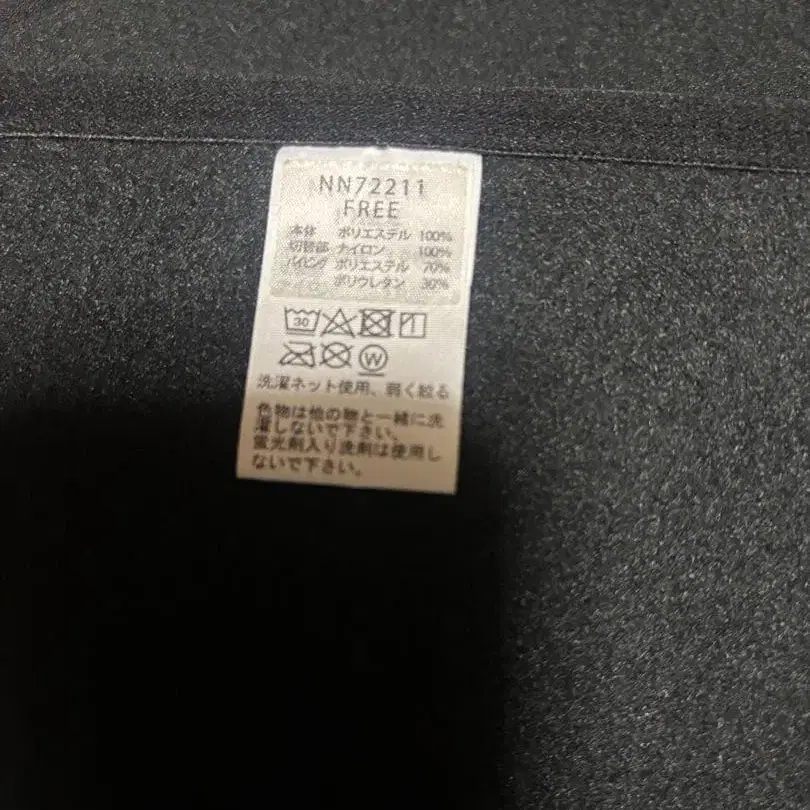 NN72211
FREE
本体 ポリエステル 100%
切替部 ナイロン 100%
パイピング ポリエステル 70%
ポリウレタン 30%
30
W
洗濯ネット使用、弱く絞る
色物は他の物と一緒に洗
濯しないで下さい。
蛍光剤入り洗剤は使用し
ないで下さい。